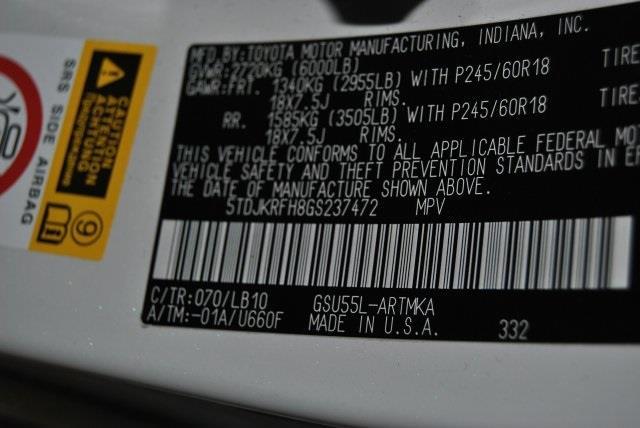 MFD.BY:TOYOTA MOTOR MANUFACTURING, INDIANA, INC.
GVWR:2720KG (6000LB)
GAWR:FRT. 1340KG (2955LB) WITH P245/60R18 TIRE
18X7.5J RIMS.
RR. 1585KG (3505LB) WITH P245/60R18 TIRE
18X7.5J RIMS.
THIS VEHICLE CONFORMS TO ALL APPLICABLE FEDERAL MO
VEHICLE SAFETY AND THEFT PREVENTION STANDARDS IN E
THE DATE OF MANUFACTURE SHOWN ABOVE.
5TDJKRFH8GS237472 MPV
C/TR:070/LB10 GSU55L-ARTMKA
A/TM:-01A/U660F MADE IN U.S.A. 332
SRS SIDE AIRBAG
CAUTION
ATTENTION
ACHTUNG
9